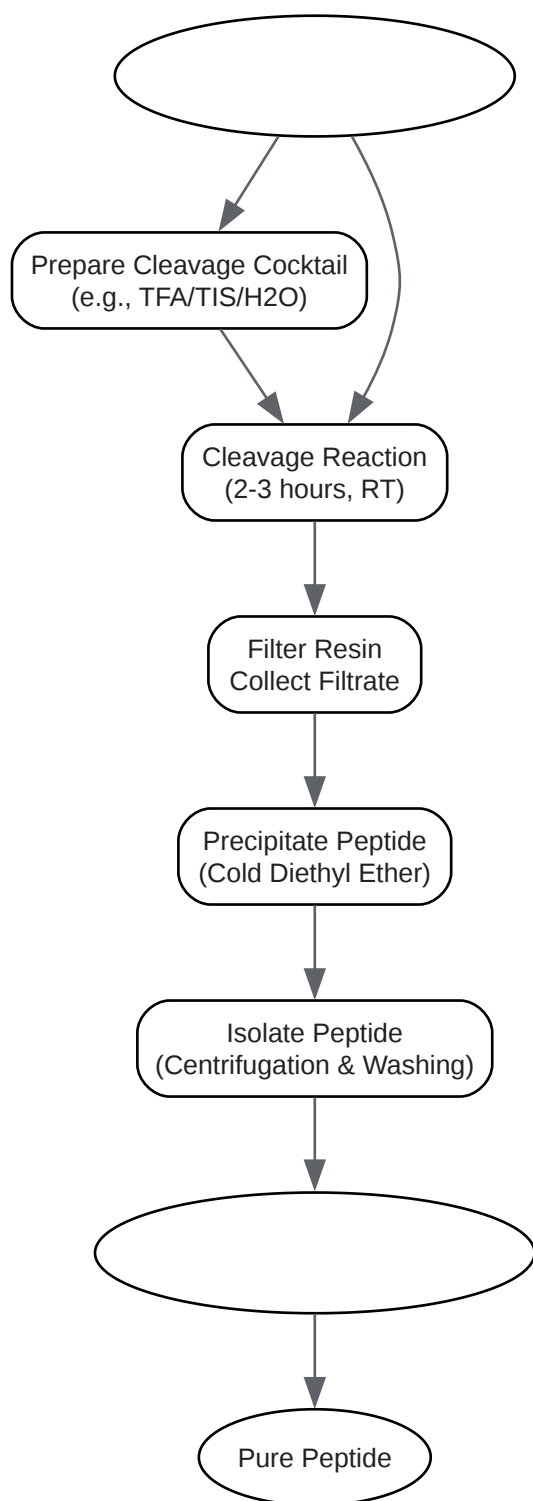 Prepare Cleavage Cocktail
(e.g., TFA/TIS/H2O)
Cleavage Reaction
(2-3 hours, RT)
Filter Resin
Collect Filtrate
Precipitate Peptide
(Cold Diethyl Ether)
Isolate Peptide
(Centrifugation & Washing)
Pure Peptide